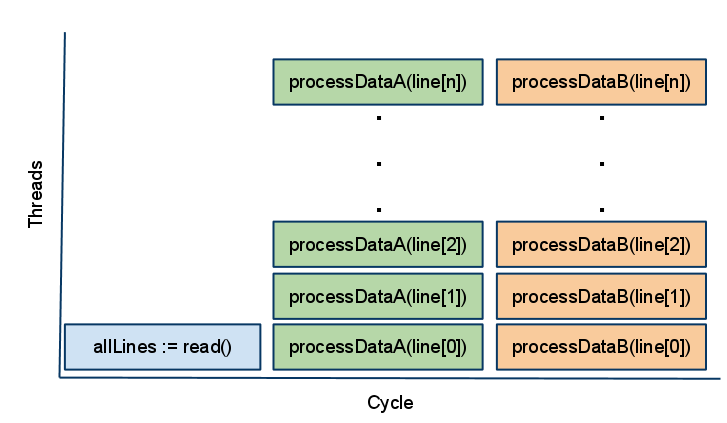 processDataA(line[n]) processDataB(line[n])
processDataA(line[2]) processDataB(line[2])
processDataA(line[1]) processDataB(line[1])
allLines := read() processDataA(line[0]) processDataB(line[0])
Threads
Cycle